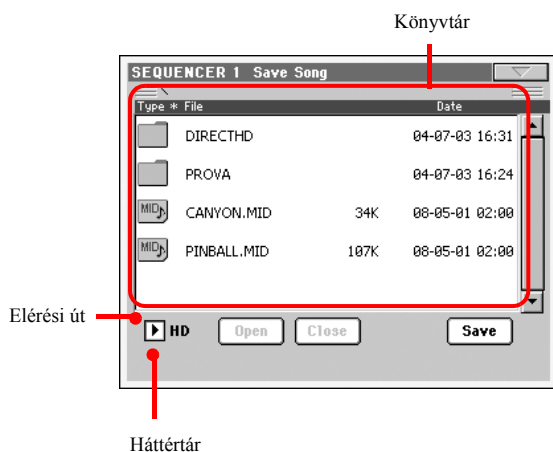 Könyvtár
SEQUENCER 1 Save Song
Type * File Date
DIRECTHD 04-07-03 16:31
PROVA 04-07-03 16:24
MID CANYON.MID 34K 08-05-01 02:00
MID PINBALL.MID 107K 08-05-01 02:00
Elérési út
HD Open Close Save
Háttértár